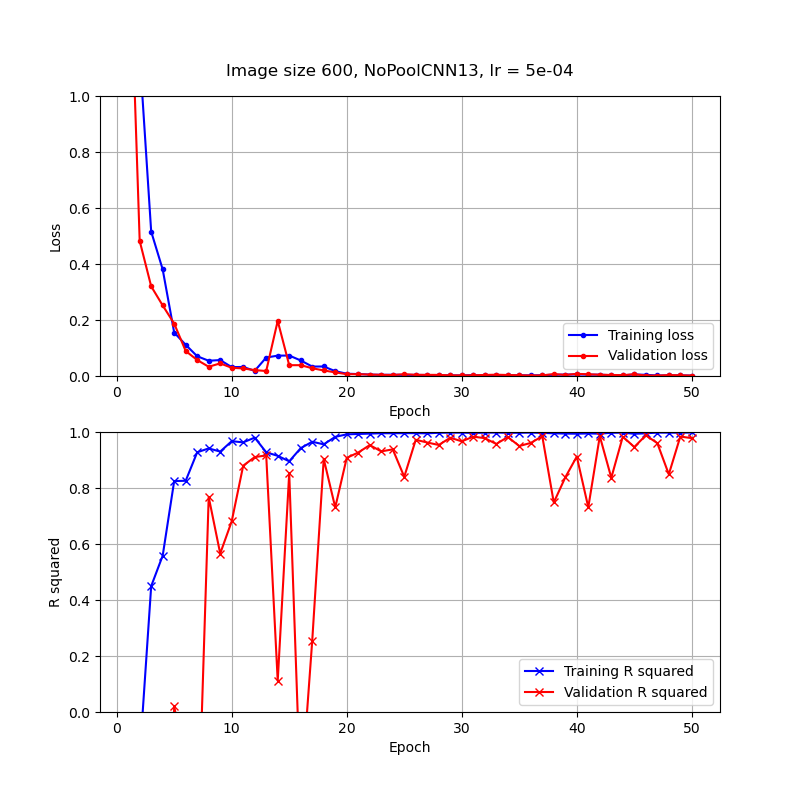 Image size 600, NoPoolCNN13, lr = 5e-04
1.0
0.8
0.6
0.4
0.2
0.0
Loss
Training loss
Validation loss
0 10 20 30 40 50
Epoch
1.0
0.8
0.6
0.4
0.2
0.0
R squared
Training R squared
Validation R squared
0 10 20 30 40 50
Epoch